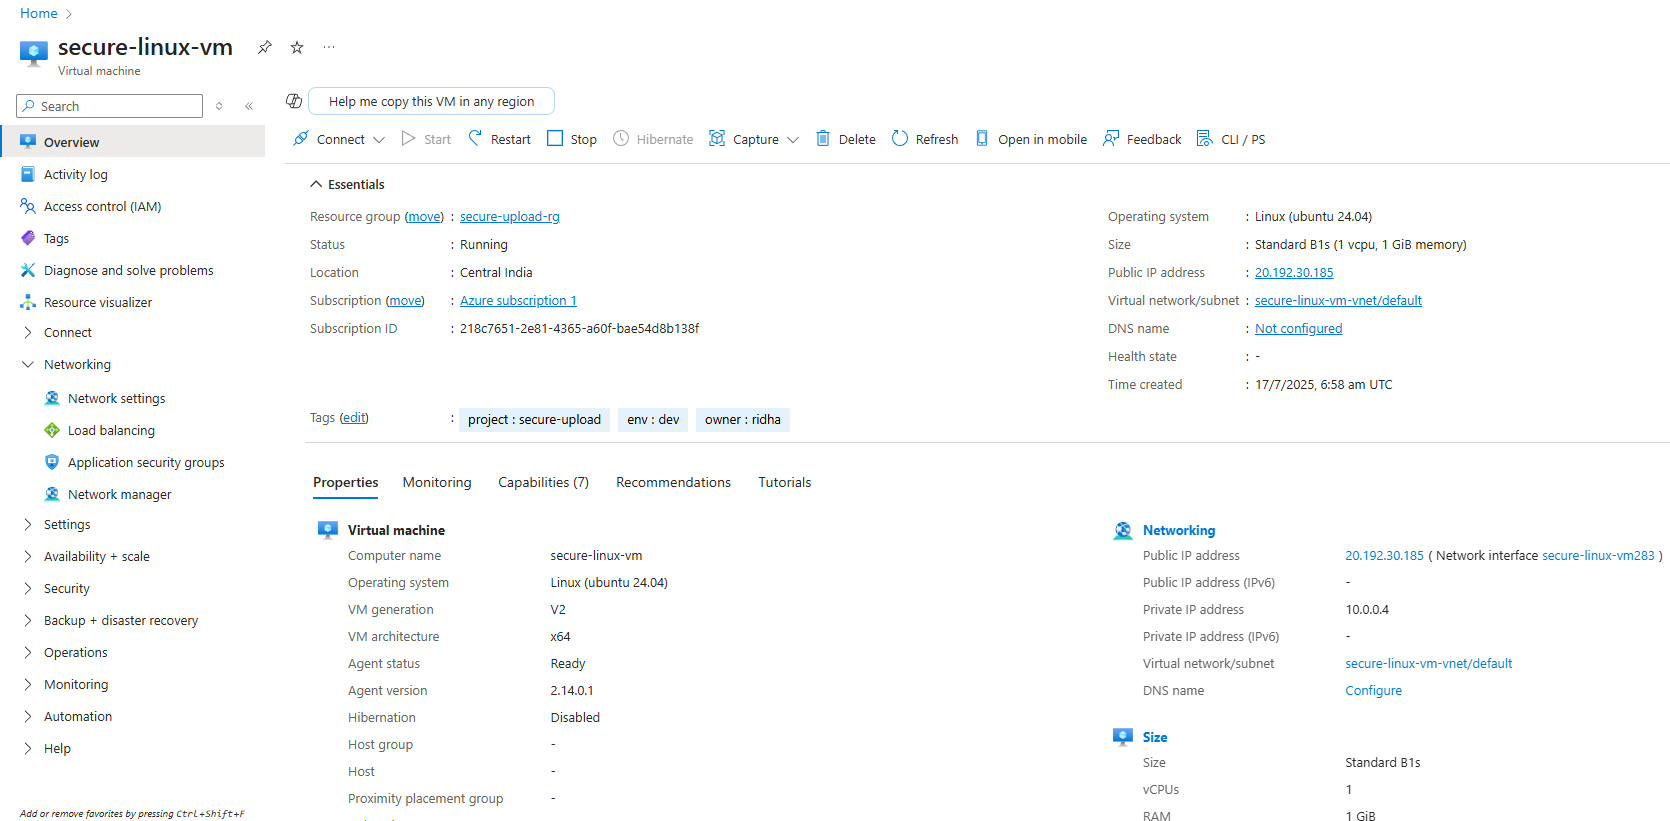 Home
secure-linux-vm
Virtual machine
Search
Overview
Activity log
Access control (IAM)
Tags
Diagnose and solve problems
Resource visualizer
Connect
Networking
Network settings
Load balancing
Application security groups
Network manager
Settings
Availability + scale
Security
Backup + disaster recovery
Operations
Monitoring
Automation
Help
Add or remove favorites by pressing Ctrl+Shift+F
Help me copy this VM in any region
Connect Start Restart Stop Hibernate Capture Delete Refresh Open in mobile Feedback CLI / PS
Essentials
Resource group (move) : secure-upload-rg
Status : Running
Location : Central India
Subscription (move) : Azure subscription 1
Subscription ID : 218c7651-2e81-4365-a60f-bae54d8b138f
Operating system : Linux (ubuntu 24.04)
Size : Standard B1s (1 vcpu, 1 GiB memory)
Public IP address : 20.192.30.185
Virtual network/subnet : secure-linux-vm-vnet/default
DNS name : Not configured
Health state : -
Time created : 17/7/2025, 6:58 am UTC
Tags (edit) : project : secure-upload env : dev owner : ridha
Properties Monitoring Capabilities (7) Recommendations Tutorials
Virtual machine
Computer name secure-linux-vm
Operating system Linux (ubuntu 24.04)
VM generation V2
VM architecture x64
Agent status Ready
Agent version 2.14.0.1
Hibernation Disabled
Host group -
Host -
Proximity placement group -
Networking
Public IP address 20.192.30.185 ( Network interface secure-linux-vm283 )
Public IP address (IPv6) -
Private IP address 10.0.0.4
Private IP address (IPv6) -
Virtual network/subnet secure-linux-vm-vnet/default
DNS name Configure
Size
Size Standard B1s
vCPUs 1
RAM 1 GiB